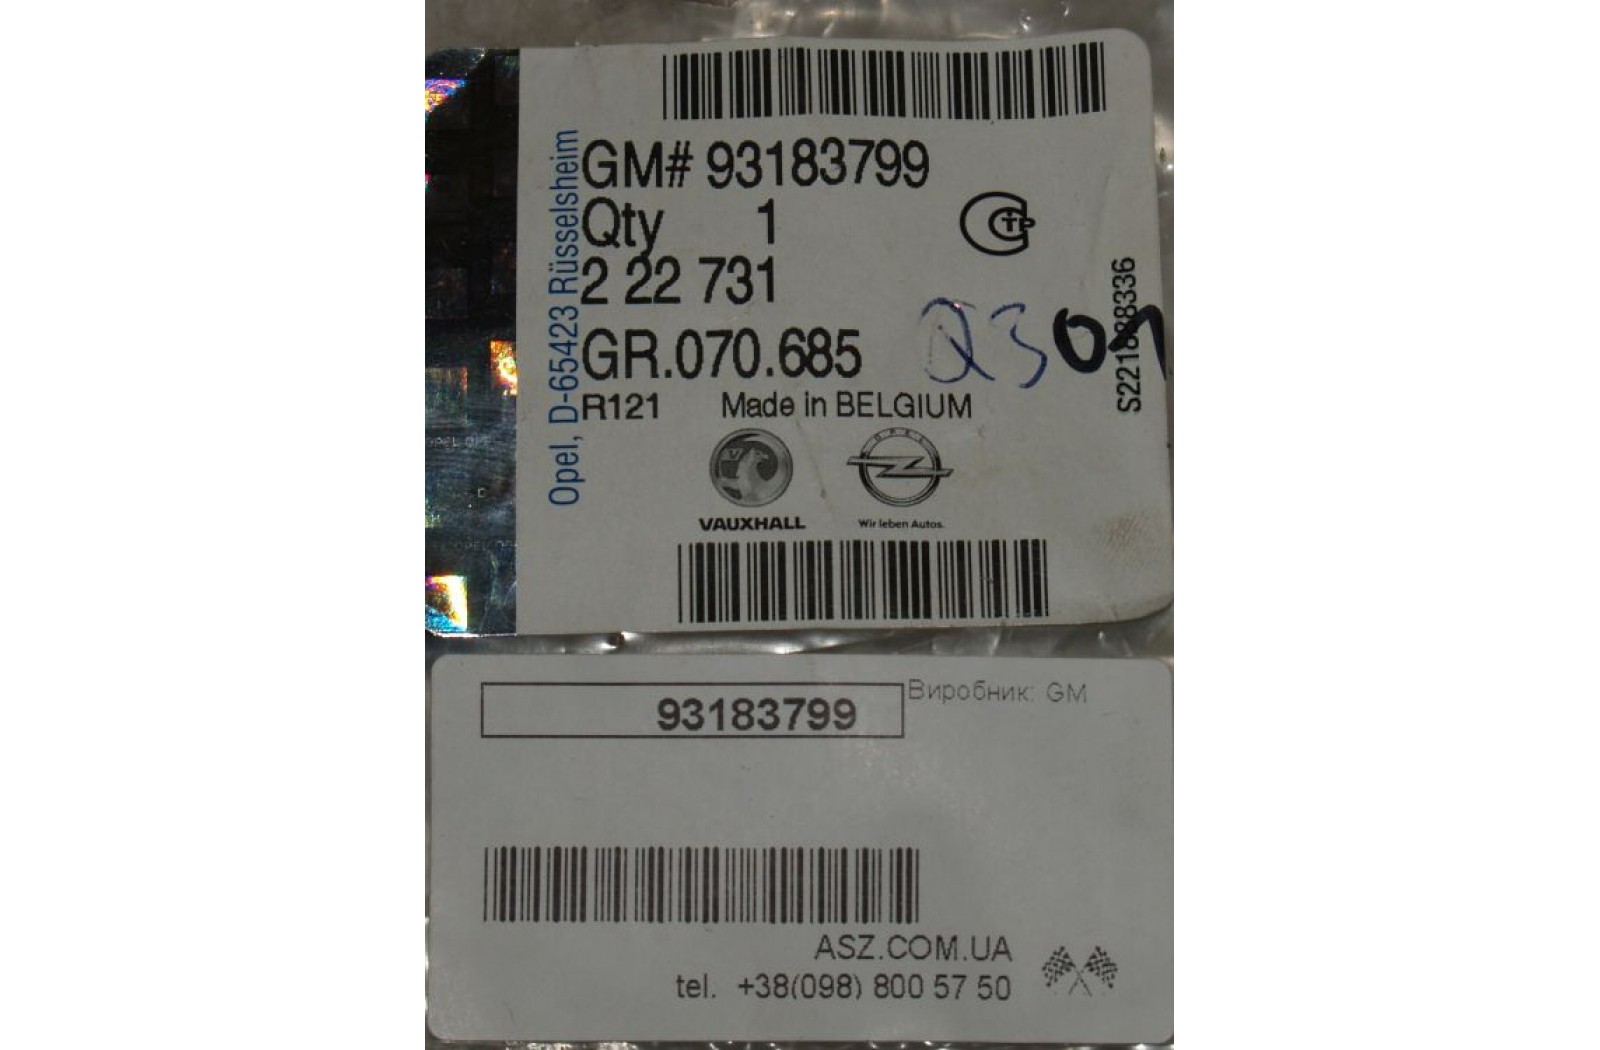 GM# 93183799
Qty 1
2 22 731
GR.070.685
R121 Made in BELGIUM
Opel, D-65423 Rüsselsheim
VAUXHALL
OPEL
Wir leben Autos.
93183799
Виробник: GM
ASZ.COM.UA
tel. +38(098) 800 57 50